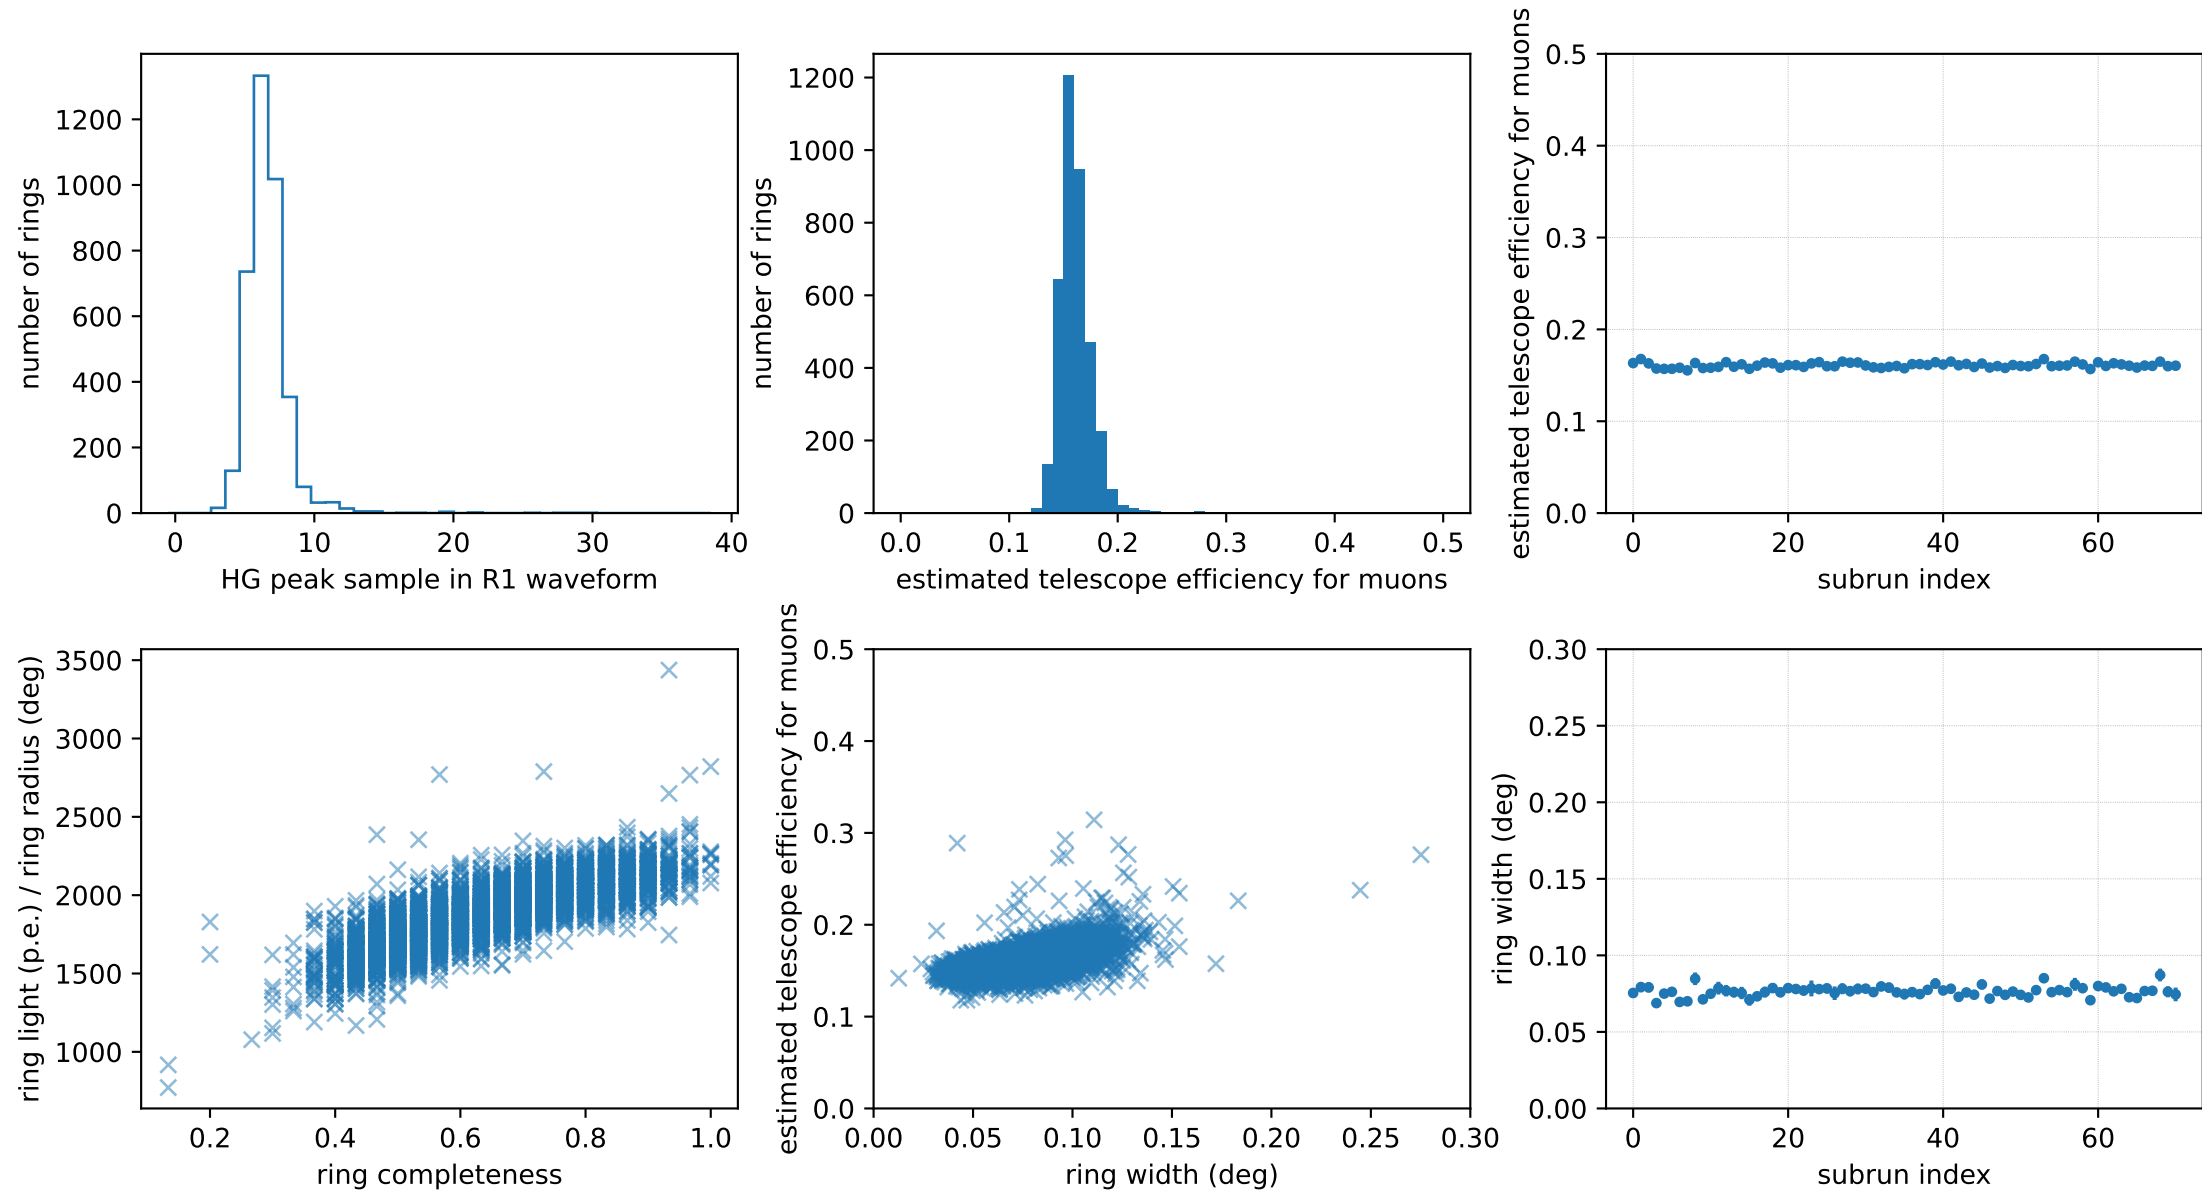 number of rings
1200
1000
800
600
400
200
0
0 10 20 30 40
HG peak sample in R1 waveform
number of rings
1200
1000
800
600
400
200
0
0.0 0.1 0.2 0.3 0.4 0.5
estimated telescope efficiency for muons
estimated telescope efficiency for muons
0.5
0.4
0.3
0.2
0.1
0.0
0 20 40 60
subrun index
ring light (p.e.) / ring radius (deg)
3500
3000
2500
2000
1500
1000
0.2 0.4 0.6 0.8 1.0
ring completeness
estimated telescope efficiency for muons
0.5
0.4
0.3
0.2
0.1
0.0
0.00 0.05 0.10 0.15 0.20 0.25 0.30
ring width (deg)
ring width (deg)
0.30
0.25
0.20
0.15
0.10
0.05
0.00
0 20 40 60
subrun index